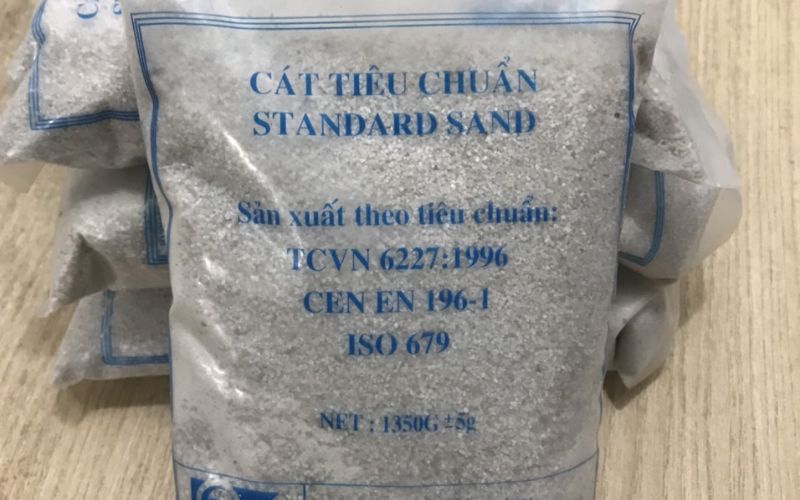 CÁT TIÊU CHUẨN
STANDARD SAND
Sản xuất theo tiêu chuẩn:
TCVN 6227:1996
CEN EN 196-1
ISO 679
NET : 1350G ± 5g